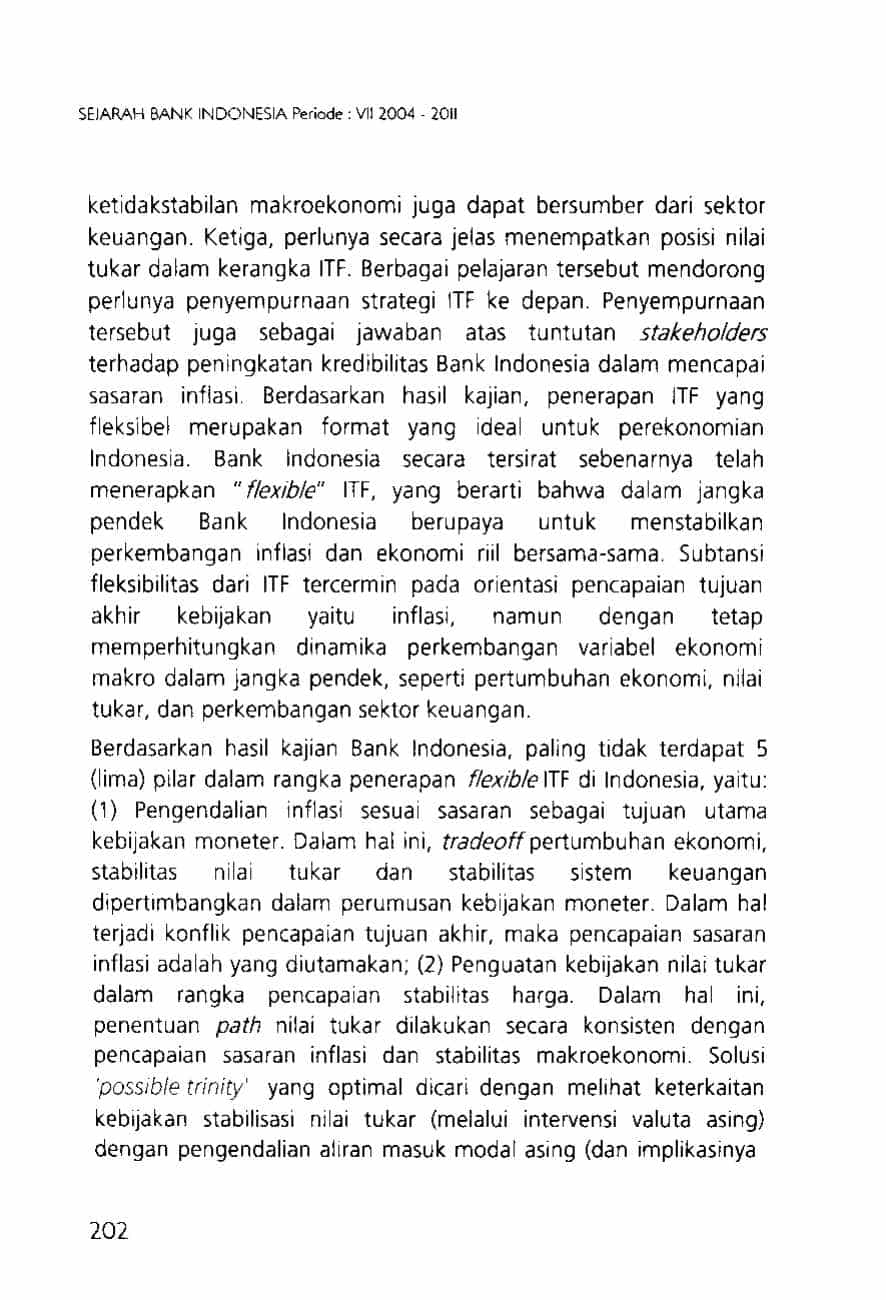 SEJARAH BANK INDONESIA Periode : VII 2004 - 2011
ketidakstabilan makroekonomi juga dapat bersumber dari sektor
keuangan. Ketiga, perlunya secara jelas menempatkan posisi nilai
tukar dalam kerangka ITF. Berbagai pelajaran tersebut mendorong
perlunya penyempurnaan strategi ITF ke depan. Penyempurnaan
tersebut juga sebagai jawaban atas tuntutan stakeholders
terhadap peningkatan kredibilitas Bank Indonesia dalam mencapai
sasaran inflasi. Berdasarkan hasil kajian, penerapan ITF yang
fleksibel merupakan format yang ideal untuk perekonomian
Indonesia. Bank Indonesia secara tersirat sebenarnya telah
menerapkan "flexible" ITF, yang berarti bahwa dalam jangka
pendek Bank Indonesia berupaya untuk menstabilkan
perkembangan inflasi dan ekonomi riil bersama-sama. Subtansi
fleksibilitas dari ITF tercermin pada orientasi pencapaian tujuan
akhir kebijakan yaitu inflasi, namun dengan tetap
memperhitungkan dinamika perkembangan variabel ekonomi
makro dalam jangka pendek, seperti pertumbuhan ekonomi, nilai
tukar, dan perkembangan sektor keuangan.
Berdasarkan hasil kajian Bank Indonesia, paling tidak terdapat 5
(lima) pilar dalam rangka penerapan flexible ITF di Indonesia, yaitu:
(1) Pengendalian inflasi sesuai sasaran sebagai tujuan utama
kebijakan moneter. Dalam hal ini, tradeoff pertumbuhan ekonomi,
stabilitas nilai tukar dan stabilitas sistem keuangan
dipertimbangkan dalam perumusan kebijakan moneter. Dalam hal
terjadi konflik pencapaian tujuan akhir, maka pencapaian sasaran
inflasi adalah yang diutamakan; (2) Penguatan kebijakan nilai tukar
dalam rangka pencapaian stabilitas harga. Dalam hal ini,
penentuan path nilai tukar dilakukan secara konsisten dengan
pencapaian sasaran inflasi dan stabilitas makroekonomi. Solusi
'possible trinity' yang optimal dicari dengan melihat keterkaitan
kebijakan stabilisasi nilai tukar (melalui intervensi valuta asing)
dengan pengendalian aliran masuk modal asing (dan implikasinya
202